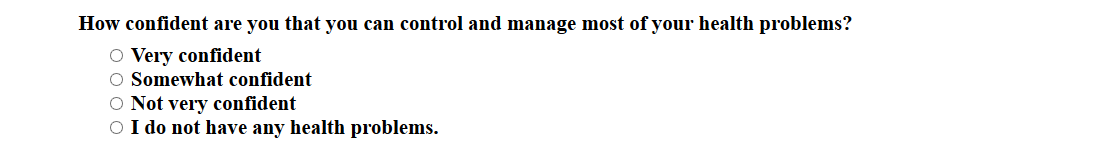 How confident are you that you can control and manage most of your health problems?
Very confident
Somewhat confident
Not very confident
I do not have any health problems.